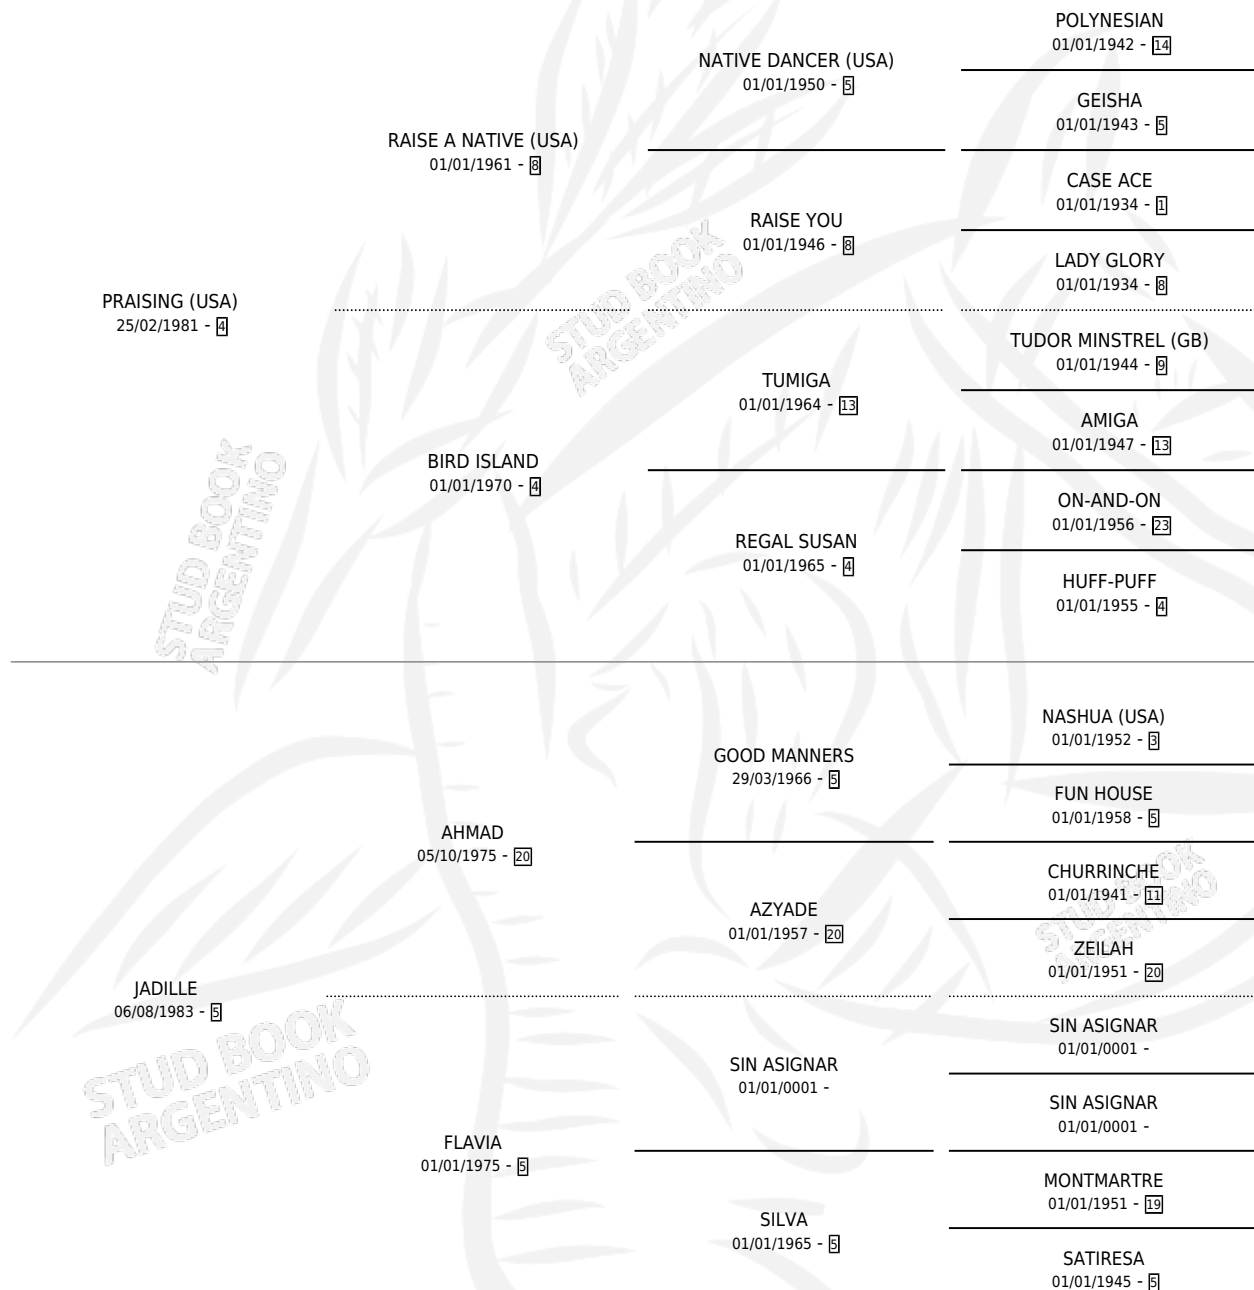 POLYNESIAN
01/01/1942 - 14
NATIVE DANCER (USA)
01/01/1950 - 5
GEISHA
01/01/1943 - 5
RAISE A NATIVE (USA)
01/01/1961 - 8
CASE ACE
01/01/1934 - 1
RAISE YOU
01/01/1946 - 8
LADY GLORY
01/01/1934 - 8
PRAISING (USA)
25/02/1981 - 4
TUDOR MINSTREL (GB)
01/01/1944 - 9
TUMIGA
01/01/1964 - 13
AMIGA
01/01/1947 - 13
BIRD ISLAND
01/01/1970 - 4
ON-AND-ON
01/01/1956 - 23
REGAL SUSAN
01/01/1965 - 4
HUFF-PUFF
01/01/1955 - 4
NASHUA (USA)
01/01/1952 - 3
GOOD MANNERS
29/03/1966 - 5
FUN HOUSE
01/01/1958 - 5
AHMAD
05/10/1975 - 20
CHURRINCHE
01/01/1941 - 11
AZYADE
01/01/1957 - 20
ZEILAH
01/01/1951 - 20
JADILLE
06/08/1983 - 5
SIN ASIGNAR
01/01/0001 -
SIN ASIGNAR
01/01/0001 -
SIN ASIGNAR
01/01/0001 -
FLAVIA
01/01/1975 - 5
MONTMARTRE
01/01/1951 - 19
SILVA
01/01/1965 - 5
SATIRESA
01/01/1945 - 5
STUD BOOK
ARGENTINO
STUD BOOK
ARGENTINO
STUD BOOK
ARGENTINO
STUD BOOK
ARGENTINO